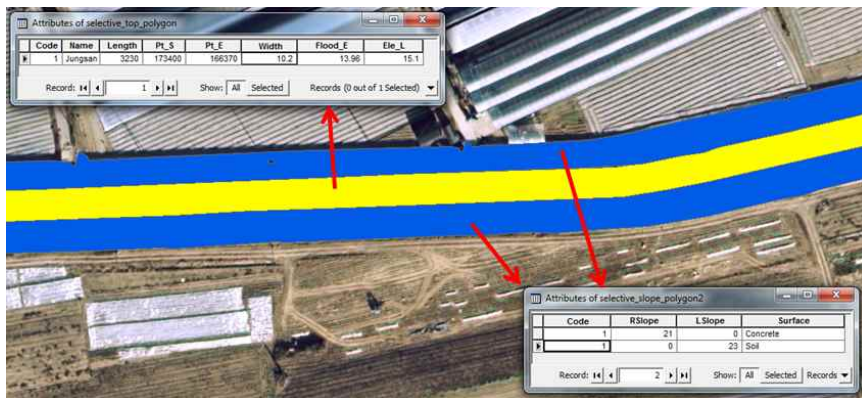 Attributes of selective_top_polygon
Code Name Length Pt_S Pt_E Width Flood_E Ele_L
1 Jungsan 3230 173400 166370 10.2 13.96 15.1
Record: 1 Show: All Selected Records (0 out of 1 Selected)
Attributes of selective_slope_polygon2
Code RSlope LSlope Surface
1 21 0 Concrete
1 0 23 Soil
Record: 2 Show: All Selected Records